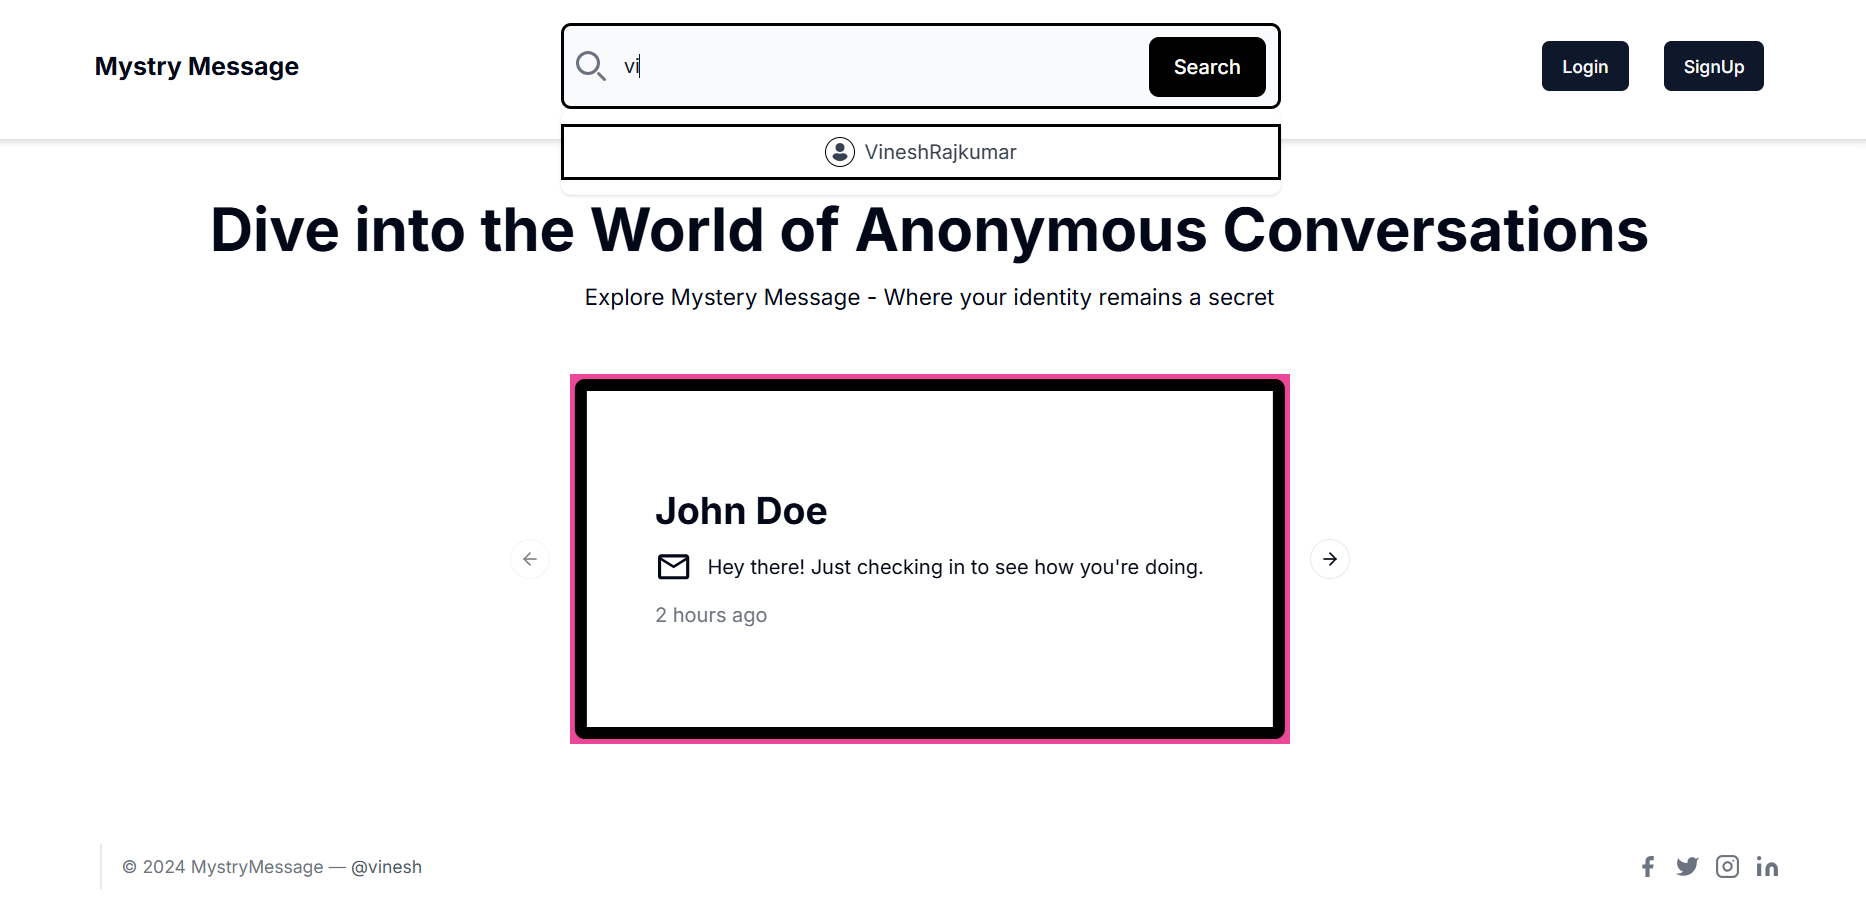 Mystry Message
vi
Search
Login
SignUp
VineshRajkumar
Dive into the World of Anonymous Conversations
Explore Mystery Message - Where your identity remains a secret
John Doe
Hey there! Just checking in to see how you're doing.
2 hours ago
© 2024 MystryMessage — @vinesh